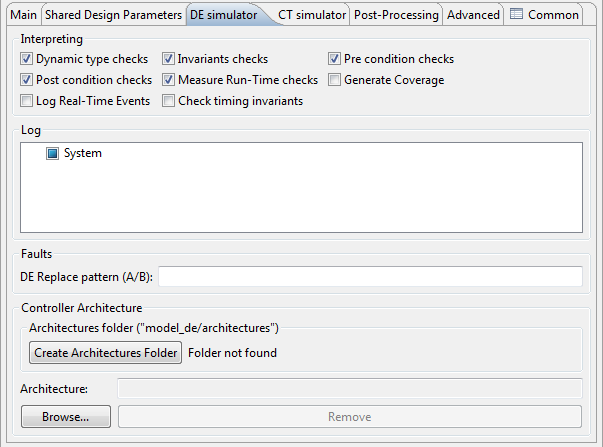 Main Shared Design Parameters DE simulator CT simulator Post-Processing Advanced Common
Interpreting
Dynamic type checks Invariants checks Pre condition checks
Post condition checks Measure Run-Time checks Generate Coverage
Log Real-Time Events Check timing invariants
Log
System
Faults
DE Replace pattern (A/B):
Controller Architecture
Architectures folder ("model_de/architectures")
Create Architectures Folder Folder not found
Architecture:
Browse... Remove